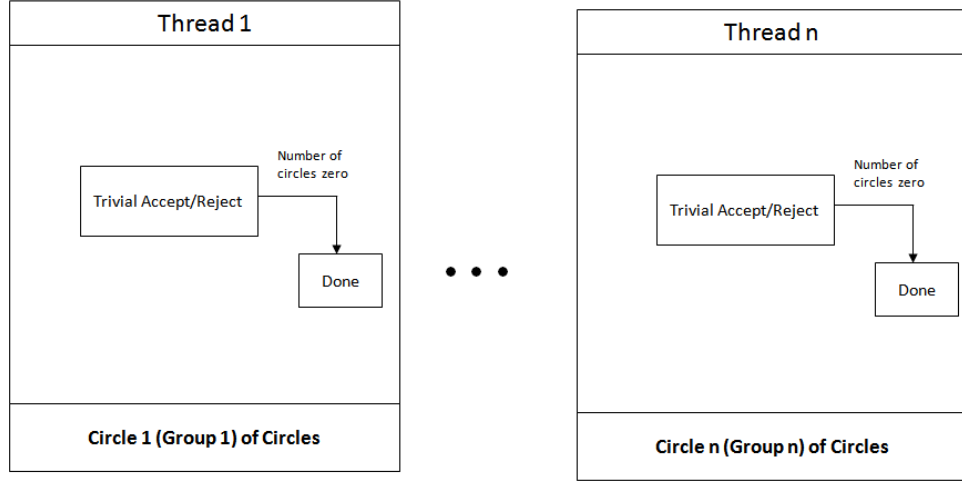 Thread 1
Number of
circles zero
Trivial Accept/Reject
Done
Circle 1 (Group 1) of Circles
Thread n
Number of
circles zero
Trivial Accept/Reject
Done
Circle n (Group n) of Circles